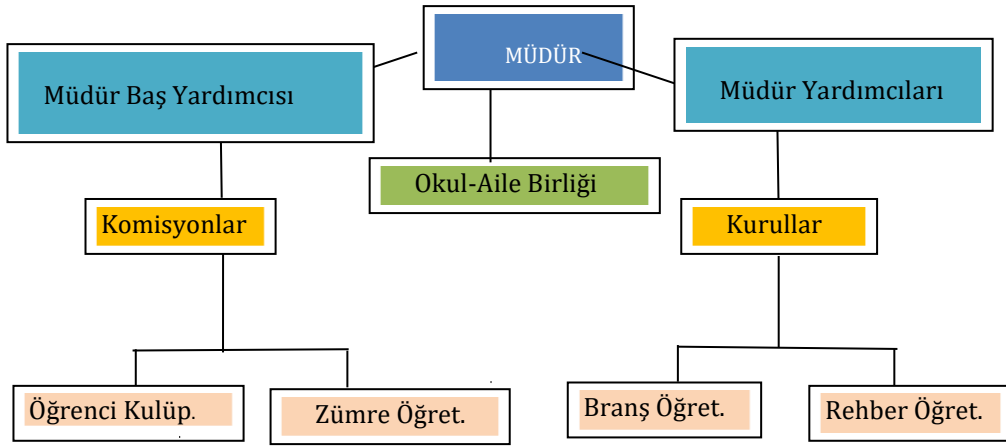 MÜDÜR
Müdür Baş Yardımcısı
Müdür Yardımcıları
Okul-Aile Birliği
Komisyonlar
Kurullar
Öğrenci Kulüp.
Zümre Öğret.
Branş Öğret.
Rehber Öğret.